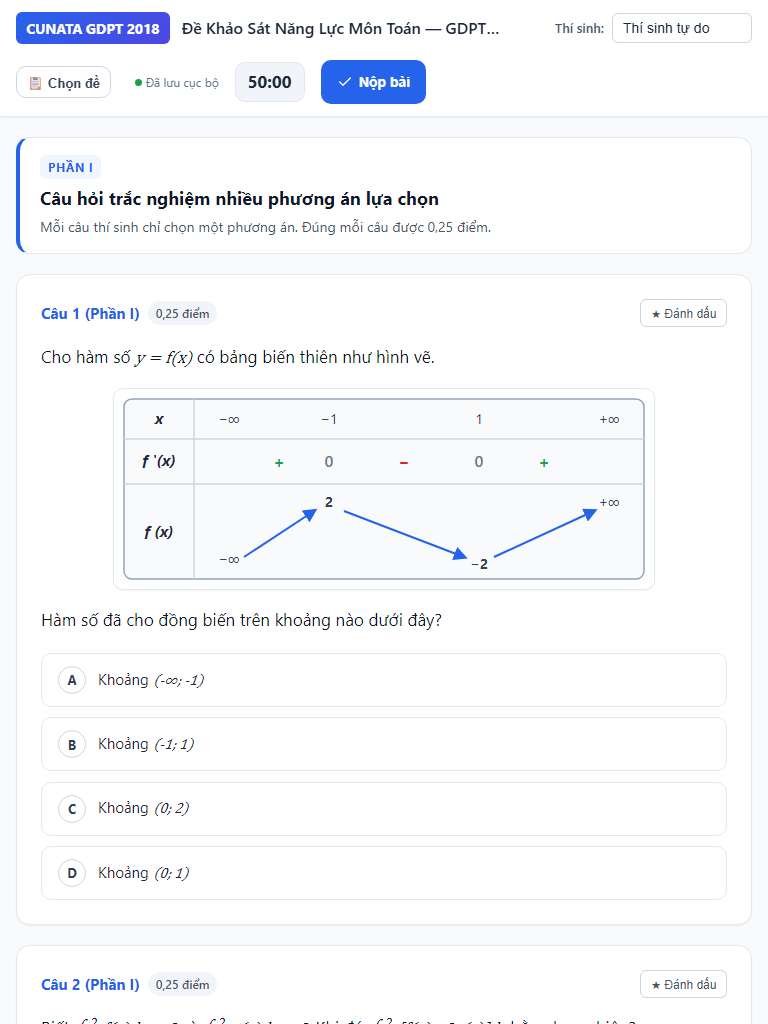 CUNATA GDPT 2018 Đề Khảo Sát Năng Lực Môn Toán — GDPT... Thí sinh: Thí sinh tự do
📋 Chọn đề Đã lưu cục bộ 50:00 ✓ Nộp bài
PHẦN I
Câu hỏi trắc nghiệm nhiều phương án lựa chọn
Mỗi câu thí sinh chỉ chọn một phương án. Đúng mỗi câu được 0,25 điểm.
Câu 1 (Phần I) 0,25 điểm ★ Đánh dấu
Cho hàm số y = f(x) có bảng biến thiên như hình vẽ.
x −∞ −1 1 +∞
f '(x) + 0 − 0 +
2 +∞
f (x)
−∞ −2
Hàm số đã cho đồng biến trên khoảng nào dưới đây?
A Khoảng (-∞; -1)
B Khoảng (-1; 1)
C Khoảng (0; 2)
D Khoảng (0; 1)
Câu 2 (Phần I) 0,25 điểm ★ Đánh dấu